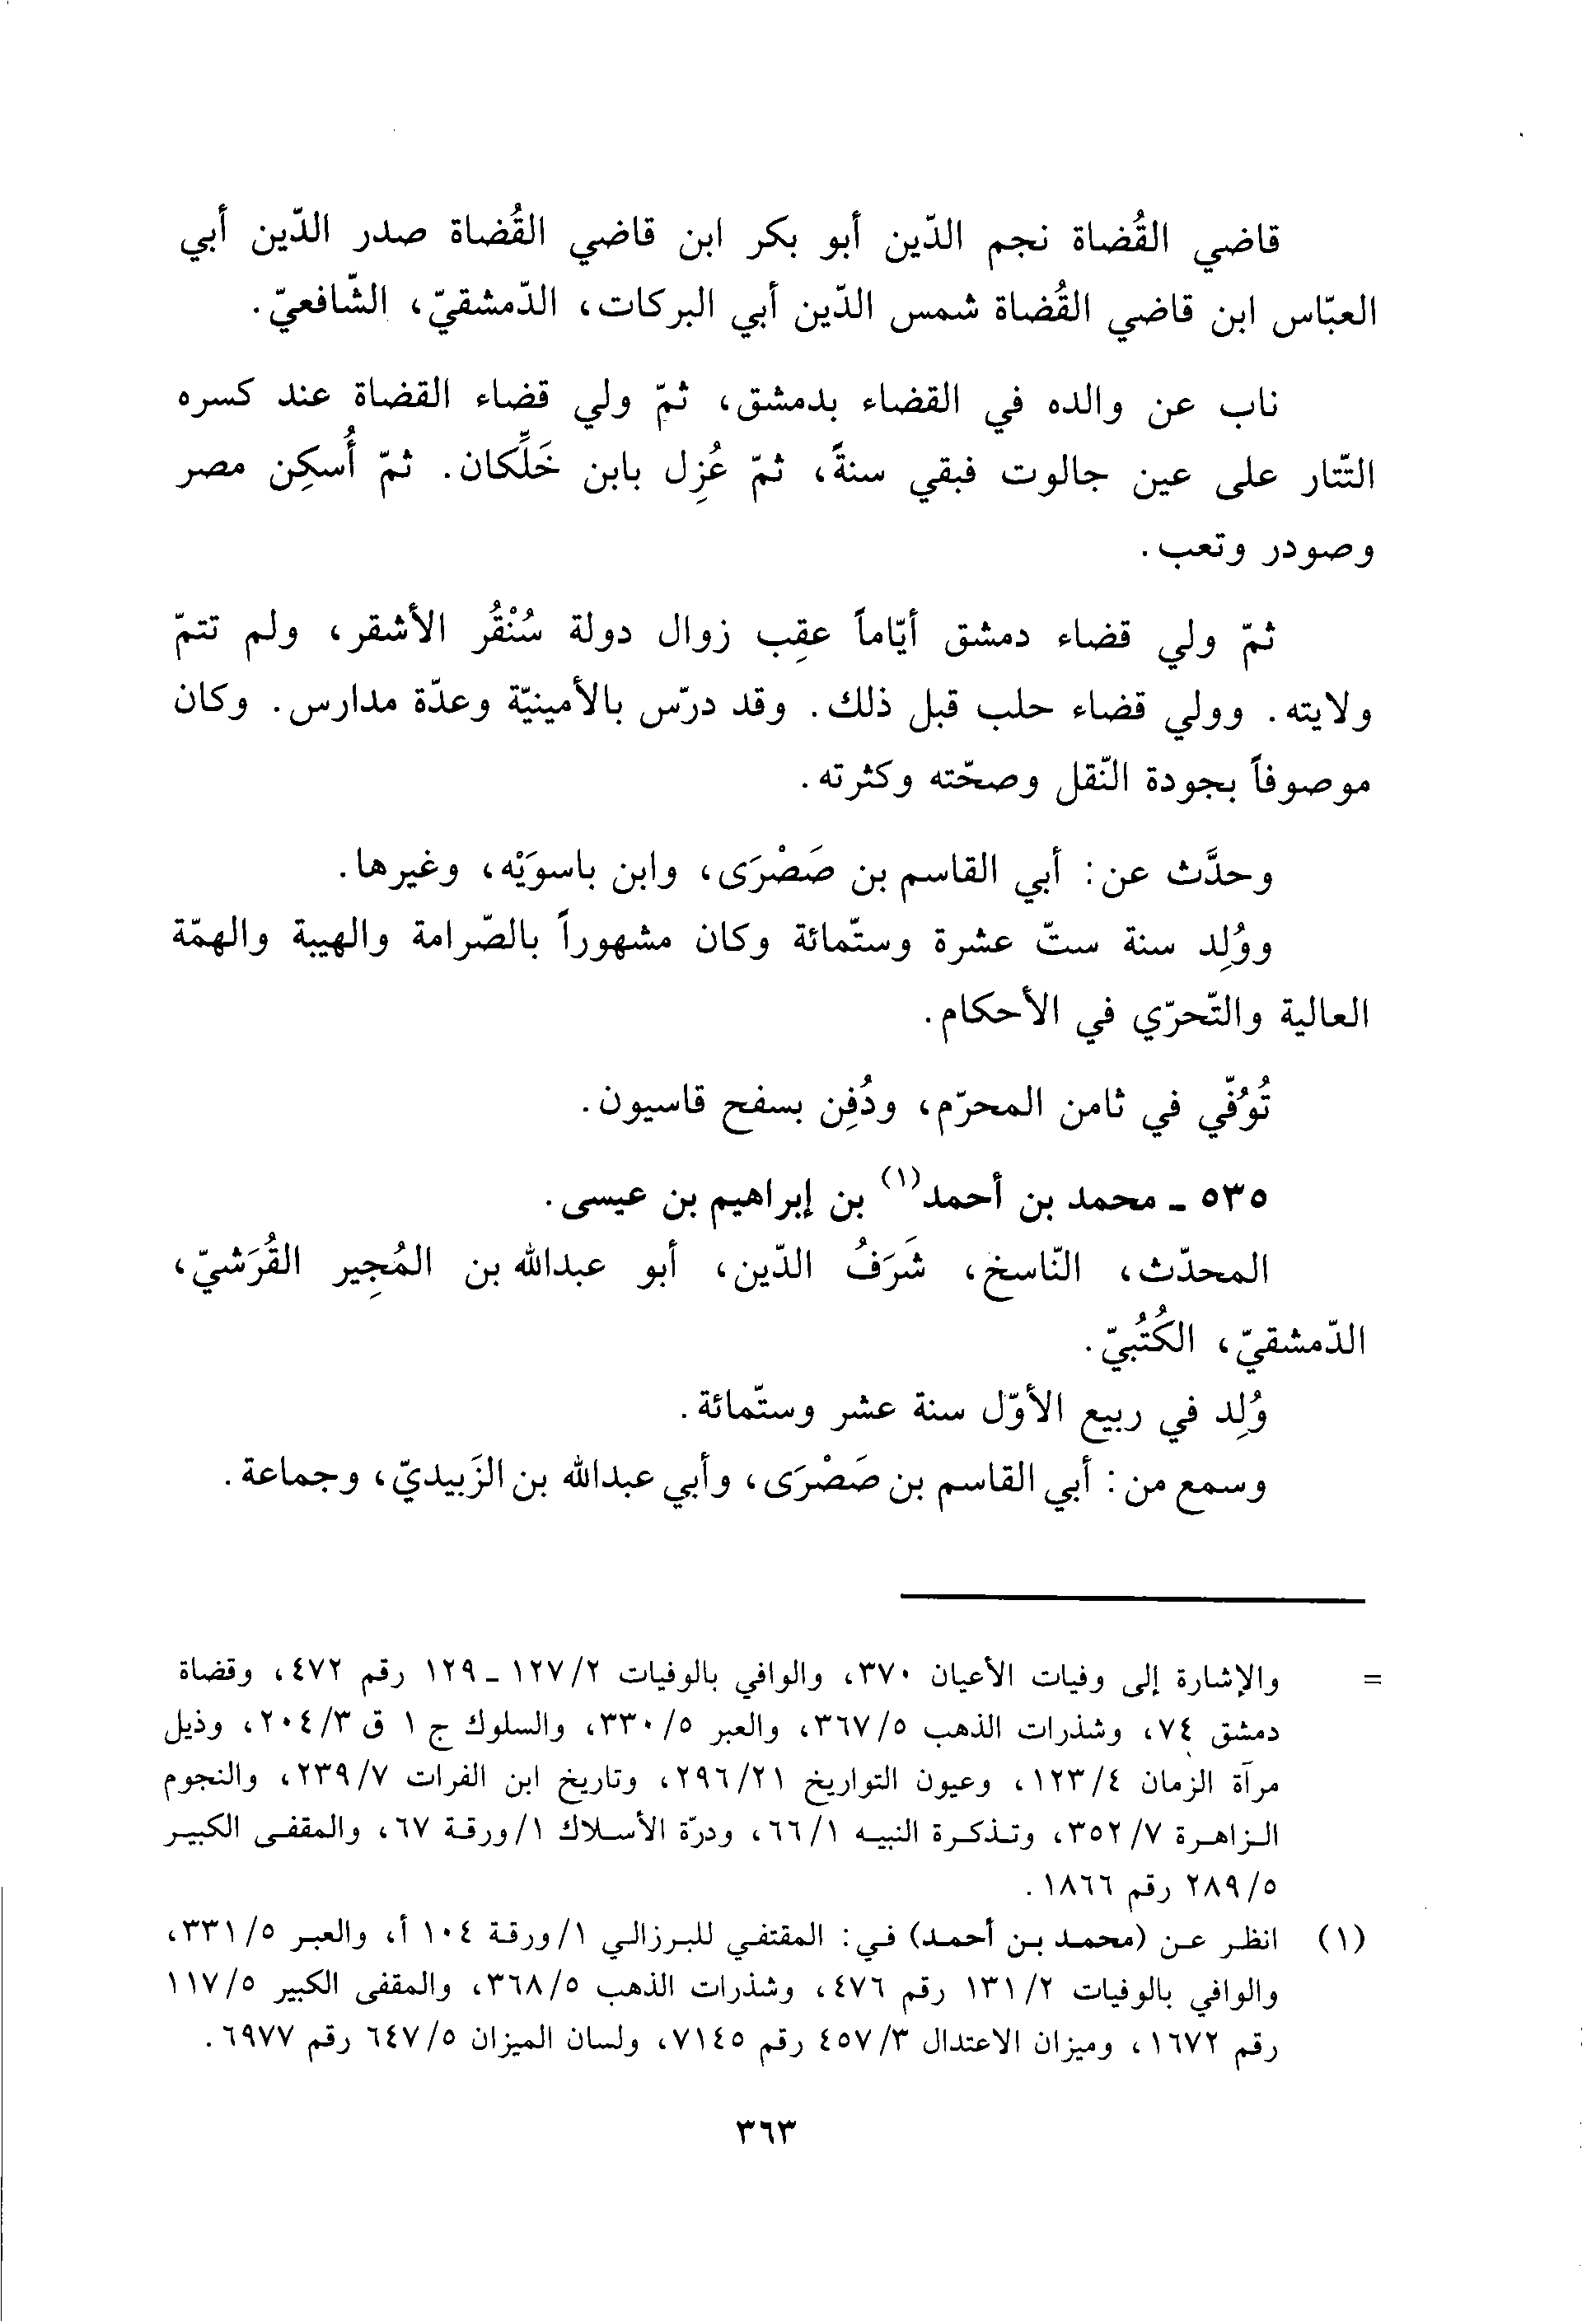 قاضي القُضاة نجم الدّين أبو بكر ابن قاضي القُضاة صدر الدّين أبي
العبّاس ابن قاضي القُضاة شمس الدّين أبي البركات، الدّمشقيّ، الشّافعيّ.
ناب عن والده في القضاء بدمشق، ثمّ ولي قضاء القضاة عند كسره
التّتار على عين جالوت فبقي سنةً، ثمّ عُزِل بابن خَلِّكان. ثمّ أُسكِن مصر
وصودر وتعب.
ثمّ ولي قضاء دمشق أيّاماً عقِب زوال دولة سُنْقُر الأشقر، ولم تتمّ
ولايته. وولي قضاء حلب قبل ذلك. وقد درّس بالأمينيّة وعدّة مدارس. وكان
موصوفاً بجودة النّقل وصحّته وكثرته.
وحدَّث عن: أبي القاسم بن صَصْرَى، وابن باسوَيْه، وغيرها.
ووُلِد سنة ستّ عشرة وستّمائة وكان مشهوراً بالصّرامة والهيبة والهمّة
العالية والتّحرّي في الأحكام.
تُوُفّي في ثامن المحرّم، ودُفِن بسفح قاسيون.
٥٣٥ ـ محمد بن أحمد(١) بن إبراهيم بن عيسى.
المحدّث، النّاسخ، شَرَفُ الدّين، أبو عبدالله بن المُجِير القُرَشيّ،
الدّمشقيّ، الكُتُبيّ.
وُلِد في ربيع الأوّل سنة عشر وستّمائة.
وسمع من: أبي القاسم بن صَصْرَى، وأبي عبدالله بن الزَبيديّ، وجماعة.
= والإشارة إلى وفيات الأعيان ٣٧٠، والوافي بالوفيات ١٢٧/٢ ـ ١٢٩ رقم ٤٧٢، وقضاة
دمشق ٧٤، وشذرات الذهب ٣٦٧/٥، والعبر ٣٣٠/٥، والسلوك ج ١ ق ٢٠٤/٣، وذيل
مرآة الزمان ١٢٣/٤، وعيون التواريخ ٢٩٦/٢١، وتاريخ ابن الفرات ٢٣٩/٧، والنجوم
الزاهرة ٣٥٢/٧، وتذكرة النبيه ٦٦/١، ودرّة الأسلاك ١/ورقة ٦٧، والمقفى الكبير
٢٨٩/٥ رقم ١٨٦٦.
(١) انظر عن (محمد بن أحمد) في: المقتفي للبرزالي ١/ورقة ١٠٤ أ، والعبر ٣٣١/٥،
والوافي بالوفيات ١٣١/٢ رقم ٤٧٦، وشذرات الذهب ٣٦٨/٥، والمقفى الكبير ١١٧/٥
رقم ١٦٧٢، وميزان الاعتدال ٤٥٧/٣ رقم ٧١٤٥، ولسان الميزان ٦٤٧/٥ رقم ٦٩٧٧.
٣٦٣